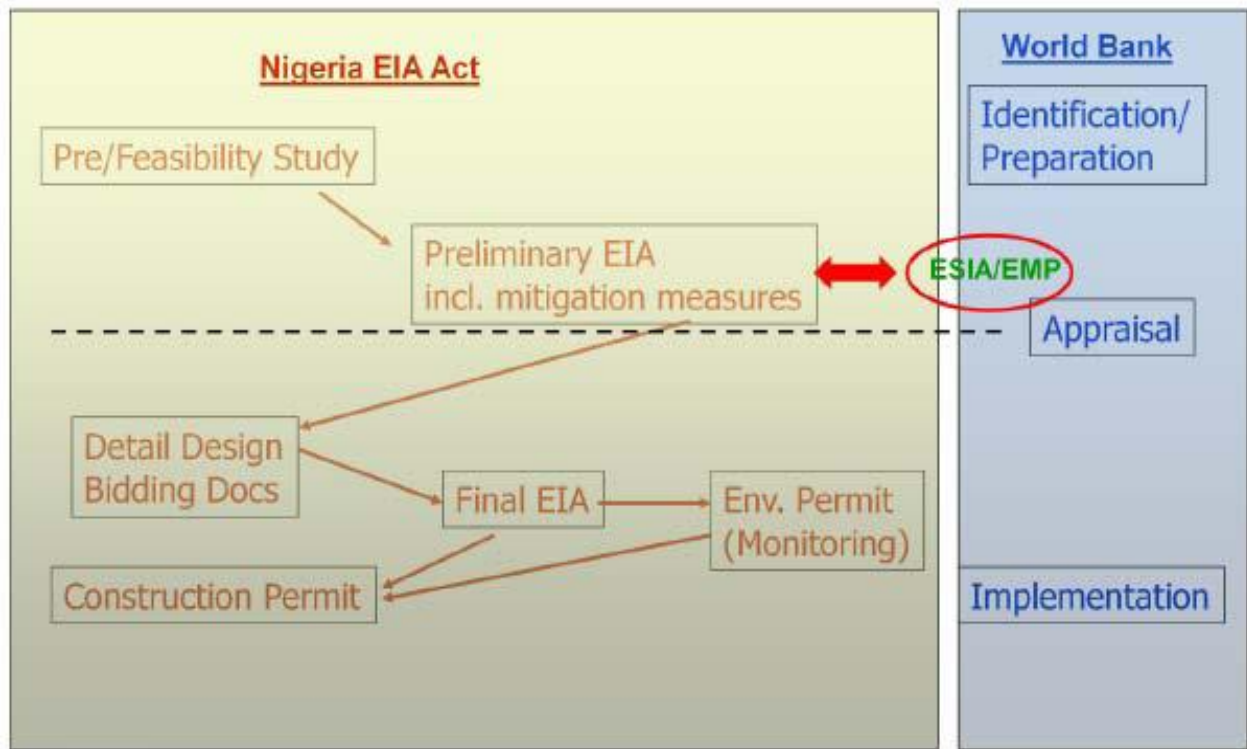 Nigeria EIA Act
Pre/Feasibility Study
Preliminary EIA
incl. mitigation measures
Detail Design
Bidding Docs
Final EIA
Env. Permit
(Monitoring)
Construction Permit
World Bank
Identification/
Preparation
ESIA/EMP
Appraisal
Implementation